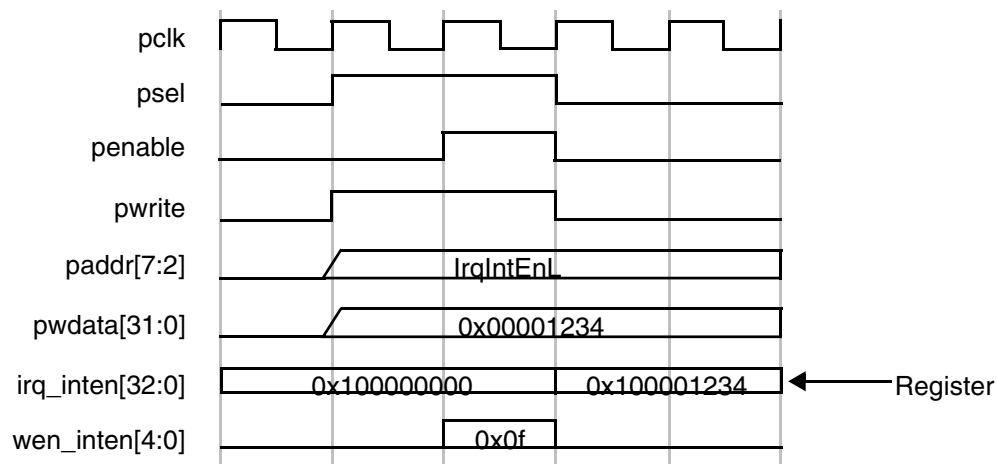 pclk
psel
penable
pwrite
paddr[7:2] IrqIntEnL
pwdata[31:0] 0x00001234
irq_inten[32:0] 0x100000000 0x100001234 Register
wen_inten[4:0] 0x0f